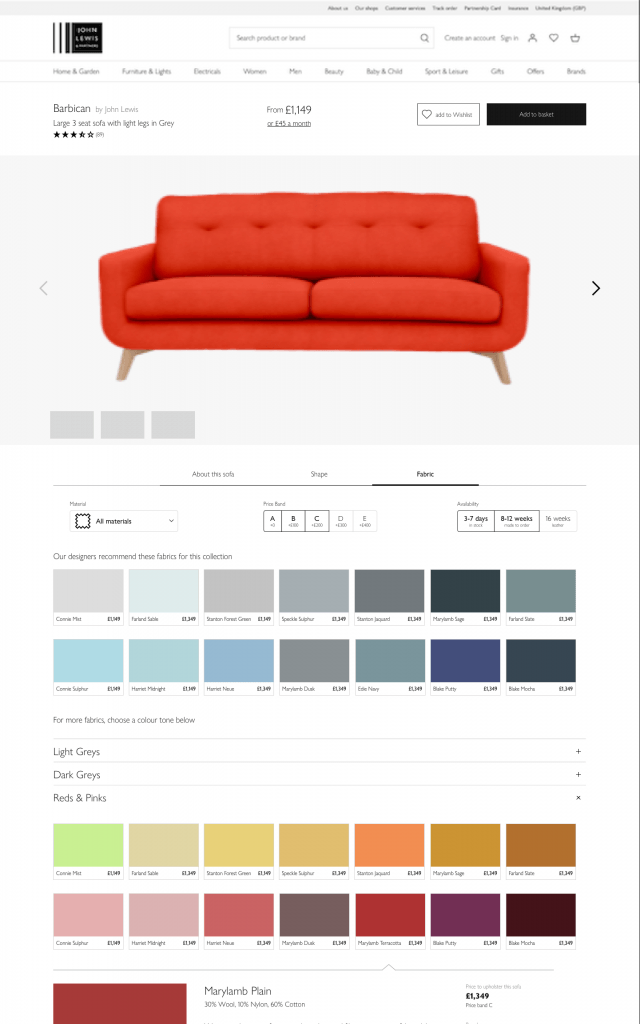 About us Our shops Customer services Track order Partnership Card Insurance United Kingdom (GBP)
JOHN
LEWIS
& PARTNERS
Search product or brand
Create an account Sign in
Home & Garden Furniture & Lights Electricals Women Men Beauty Baby & Child Sport & Leisure Gifts Offers Brands
Barbican by John Lewis
Large 3 seat sofa with light legs in Grey
(89)
From £1,149
or £45 a month
add to Wishlist
Add to basket
About this sofa Shape Fabric
Material Price Band Availability
All materials
A B C D E
+0 +£100 +£200 +£300 +£400
3-7 days 8-12 weeks 16 weeks
in stock made to order leather
Our designers recommend these fabrics for this collection
Connie Mist £1,149 Farland Sable £1,349 Stanton Forest Green £1,349 Speckle Sulphur £1,349 Stanton Jaquard £1,349 Marylamb Sage £1,349 Farland Slate £1,349
Connie Sulphur £1,149 Harriet Midnight £1,149 Harriet Neue £1,349 Marylamb Dusk £1,349 Edie Navy £1,349 Blake Putty £1,349 Blake Mocha £1,349
For more fabrics, choose a colour tone below
Light Greys +
Dark Greys +
Reds & Pinks ×
Connie Mist £1,149 Farland Sable £1,349 Stanton Forest Green £1,349 Speckle Sulphur £1,349 Stanton Jaquard £1,349 Marylamb Sage £1,349 Farland Slate £1,349
Connie Sulphur £1,149 Harriet Midnight £1,149 Harriet Neue £1,349 Marylamb Dusk £1,349 Marylamb Terracotta £1,349 Blake Putty £1,349 Blake Mocha £1,349
Marylamb Plain
30% Wool, 10% Nylon, 60% Cotton
Price to upholster this sofa
£1,349
Price band C